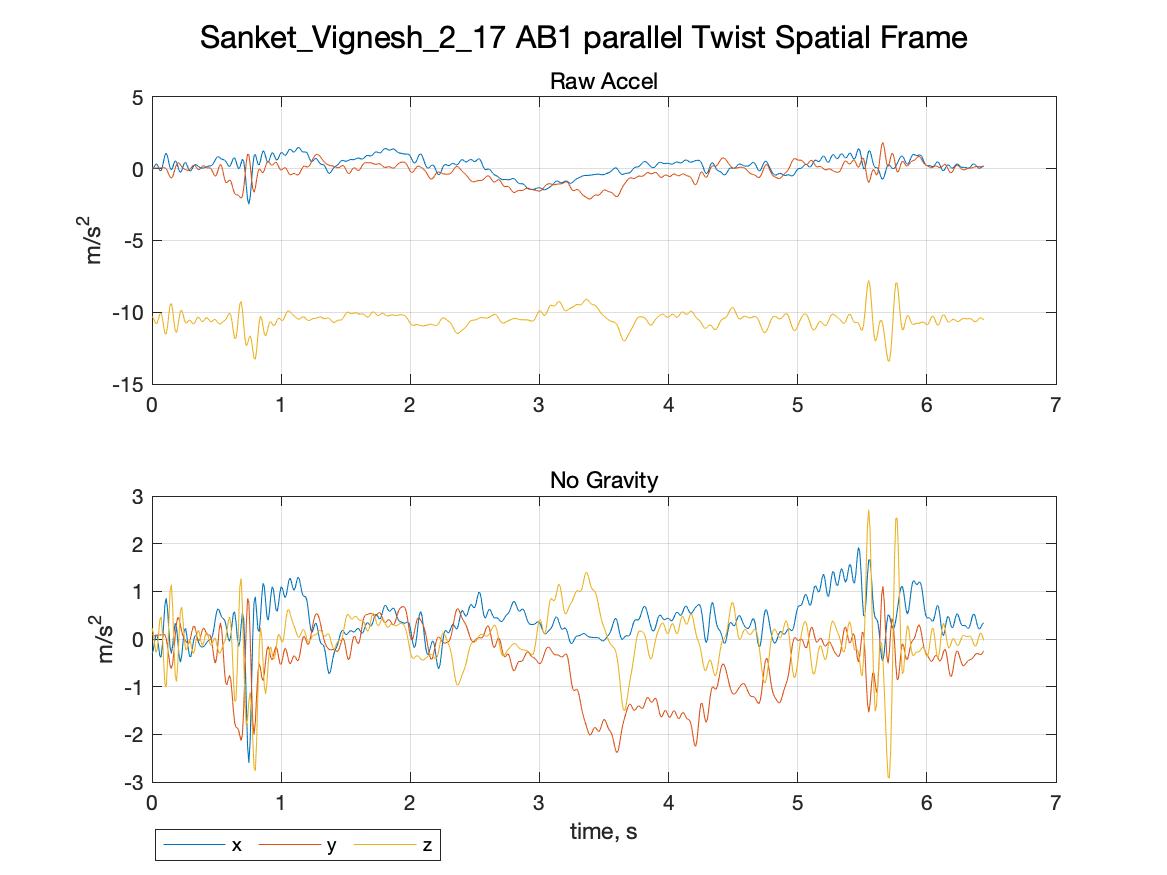 Sanket_Vignesh_2_17 AB1 parallel Twist Spatial Frame
Raw Accel
5
0
-5
-10
-15
m/s²
0 1 2 3 4 5 6 7
No Gravity
3
2
1
0
-1
-2
-3
m/s²
0 1 2 3 4 5 6 7
time, s
x y z